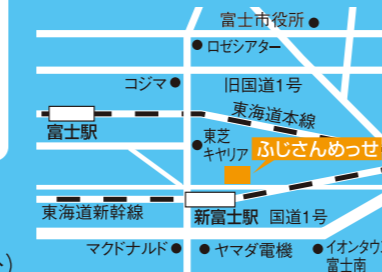 富士市役所
ロゼシアター
コジマ
旧国道1号
東海道本線
富士駅
東芝
キヤリア
ふじさんめっせ
東海道新幹線
新富士駅
国道1号
マクドナルド
ヤマダ電機
イオンタウン
富士南